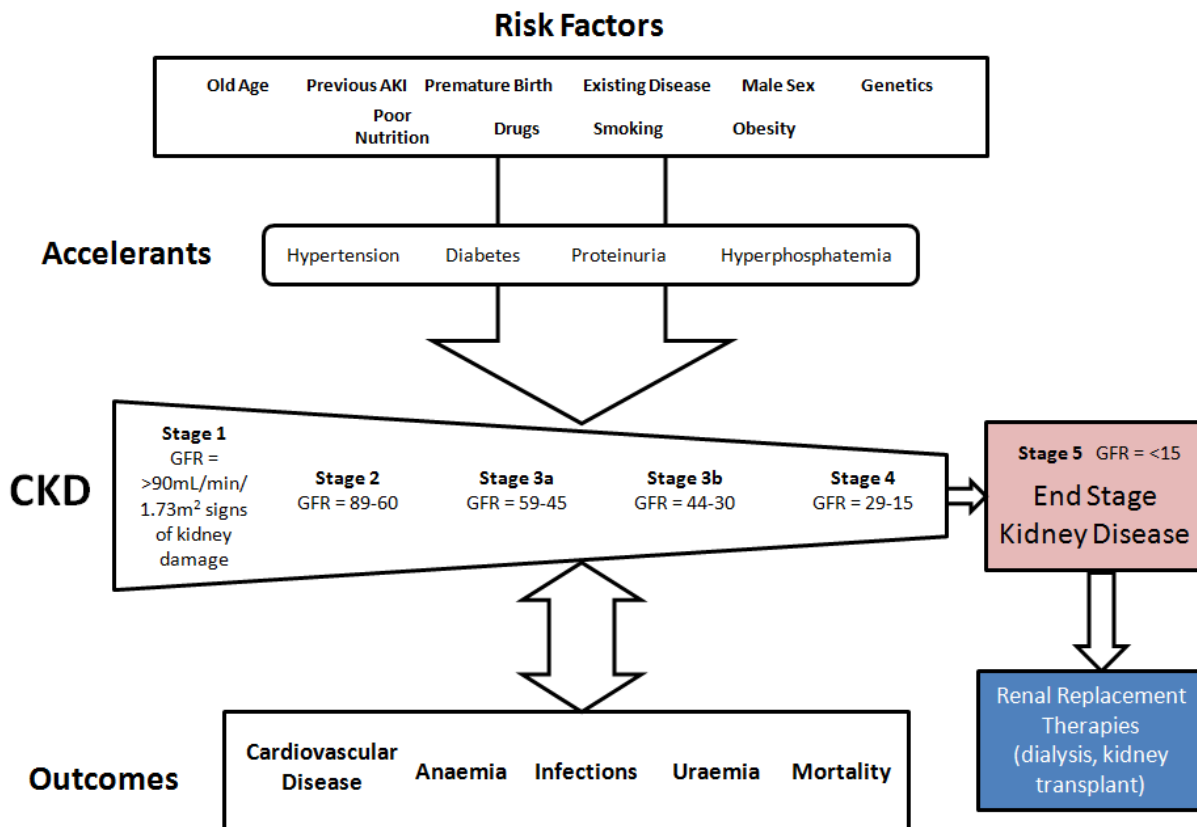 Risk Factors
Old Age Previous AKI Premature Birth Existing Disease Male Sex Genetics
Poor
Nutrition Drugs Smoking Obesity
Accelerants
Hypertension Diabetes Proteinuria Hyperphosphatemia
CKD
Stage 1
GFR =
>90mL/min/
1.73m² signs
of kidney
damage
Stage 2
GFR = 89-60
Stage 3a
GFR = 59-45
Stage 3b
GFR = 44-30
Stage 4
GFR = 29-15
Stage 5 GFR = <15
End Stage
Kidney Disease
Renal Replacement
Therapies
(dialysis, kidney
transplant)
Outcomes
Cardiovascular
Disease
Anaemia
Infections
Uraemia
Mortality